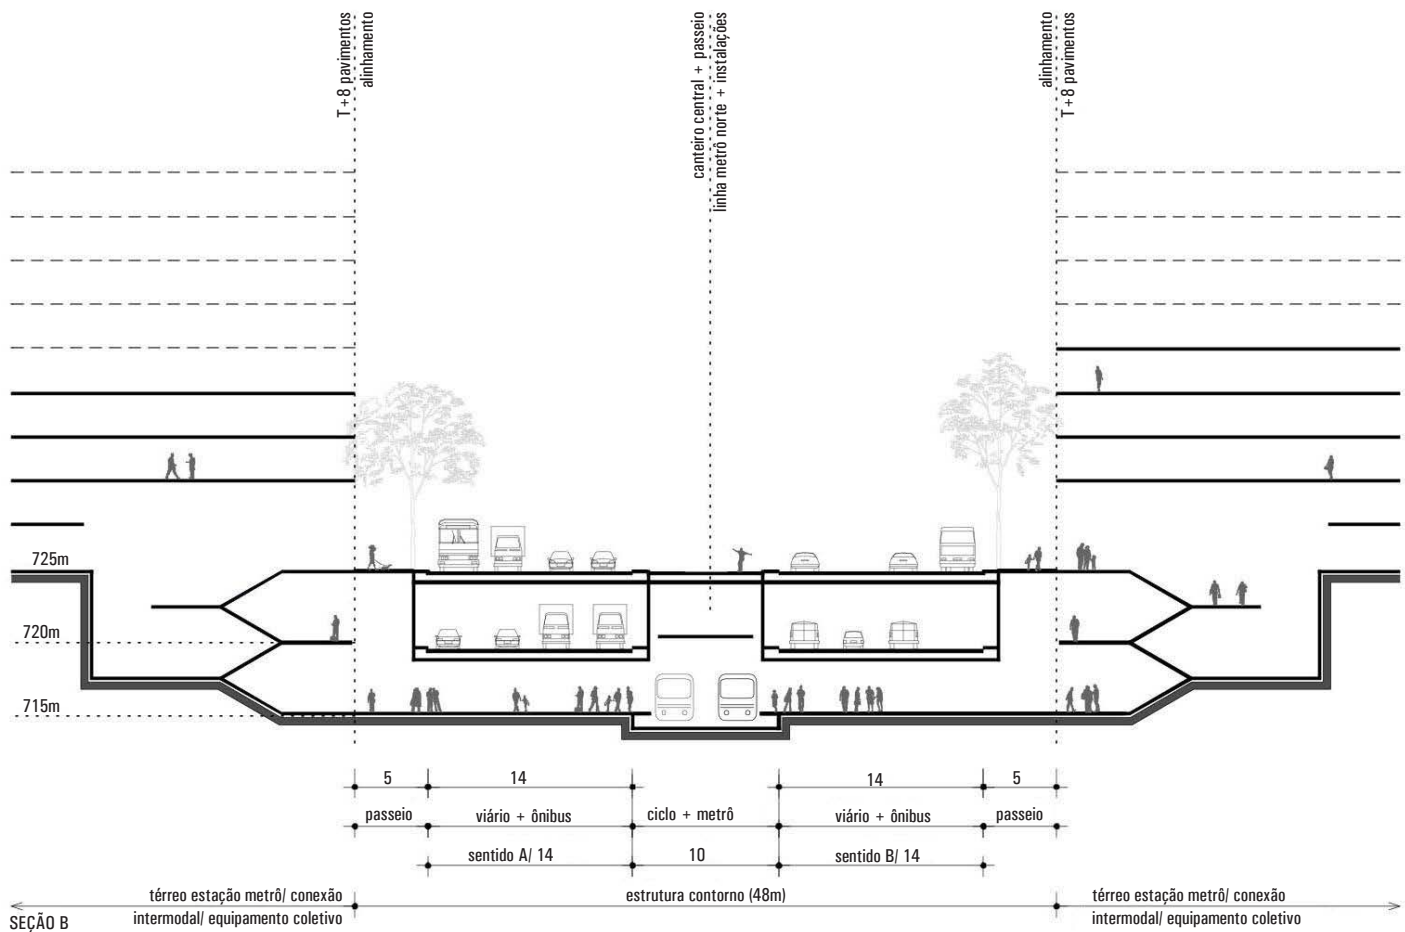 T+8 pavimentos
alinhamento
canteiro central + passeio
linha metrô norte + instalações
alinhamento
T+8 pavimentos
725m
720m
715m
5
14
14
5
passeio
viário + ônibus
ciclo + metrô
viário + ônibus
passeio
sentido A/ 14
10
sentido B/ 14
térreo estação metrô/ conexão
intermodal/ equipamento coletivo
estrutura contorno (48m)
térreo estação metrô/ conexão
intermodal/ equipamento coletivo
SEÇÃO B